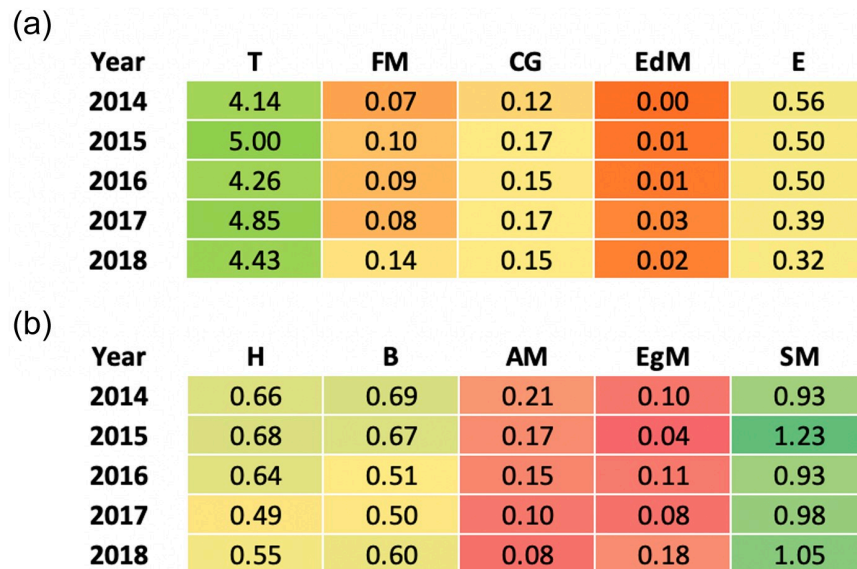 (a)
Year T FM CG EdM E
2014 4.14 0.07 0.12 0.00 0.56
2015 5.00 0.10 0.17 0.01 0.50
2016 4.26 0.09 0.15 0.01 0.50
2017 4.85 0.08 0.17 0.03 0.39
2018 4.43 0.14 0.15 0.02 0.32
(b)
Year H B AM EgM SM
2014 0.66 0.69 0.21 0.10 0.93
2015 0.68 0.67 0.17 0.04 1.23
2016 0.64 0.51 0.15 0.11 0.93
2017 0.49 0.50 0.10 0.08 0.98
2018 0.55 0.60 0.08 0.18 1.05